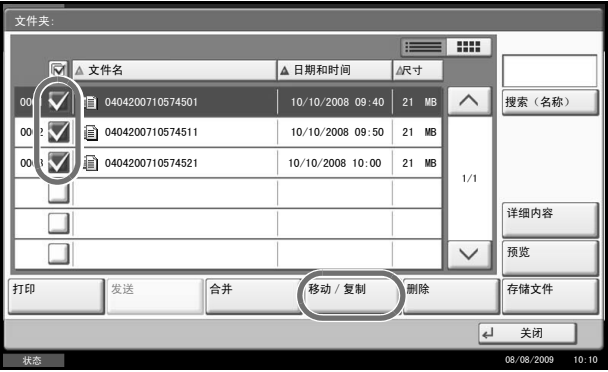 文件夹:
文件名 日期和时间 尺寸
0001 0404200710574501 10/10/2008 09:40 21 MB
搜索（名称）
0002 0404200710574511 10/10/2008 09:50 21 MB
0003 0404200710574521 10/10/2008 10:00 21 MB
1/1
详细内容
预览
打印 发送 合并 移动 / 复制 删除 存储文件
关闭
状态 08/08/2009 10:10